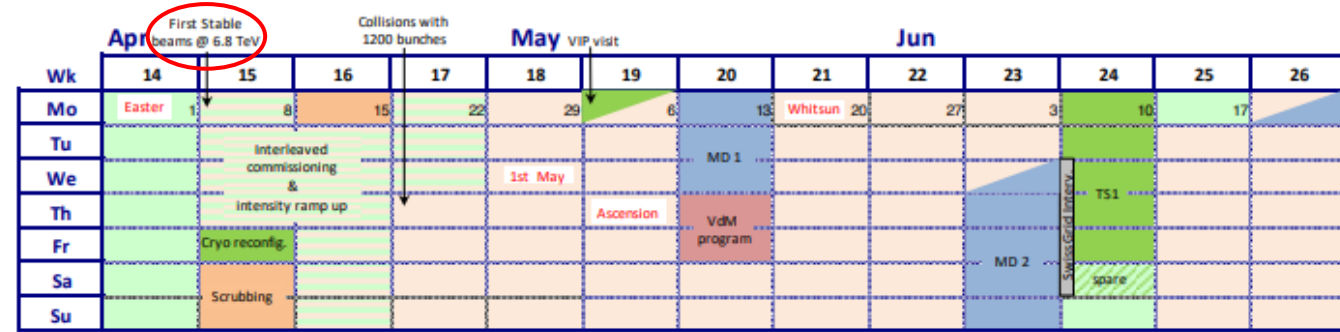 First Stable
beams @ 6.8 TeV
Collisions with
1200 bunches
Apr
May
VIP visit
Jun
Wk 14 15 16 17 18 19 20 21 22 23 24 25 26
Mo Easter 1 8 15 22 29 6 13 Whitsun 20 27 3 10 17
Tu
We
Th
Fr
Sa
Su
Interleaved
commissioning
&
intensity ramp up
Cryo reconfig.
Scrubbing
1st May
Ascension
MD 1
VdM
program
MD 2
SwissGrid interv.
TS1
spare